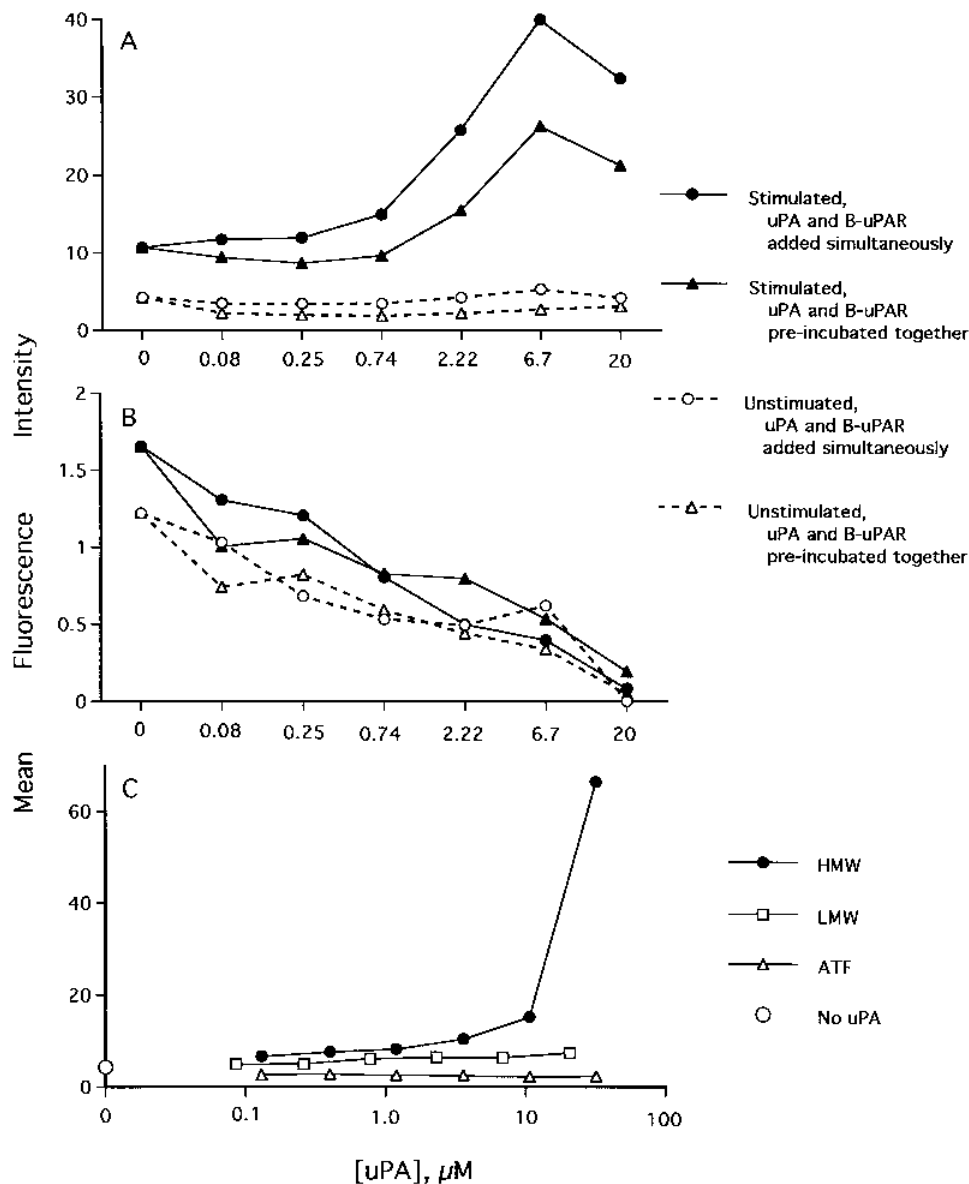 A
40
30
20
10
0
0 0.08 0.25 0.74 2.22 6.7 20
Stimulated,
uPA and B-uPAR
added simultaneously
Stimulated,
uPA and B-uPAR
pre-incubated together
Unstimuated,
uPA and B-uPAR
added simultaneously
Unstimulated,
uPA and B-uPAR
pre-incubated together
B
2
1.5
1
0.5
0
0 0.08 0.25 0.74 2.22 6.7 20
Mean Fluorescence Intensity
C
60
40
20
0
0 0.1 1.0 10 100
HMW
LMW
ATF
No uPA
[uPA], µM